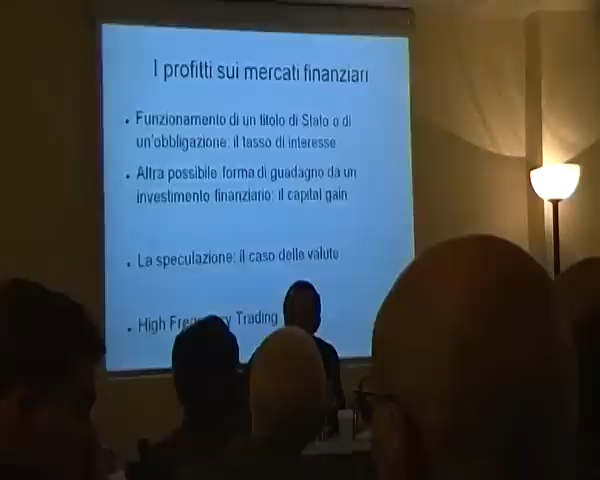 I profitti sui mercati finanziari
• Funzionamento di un titolo di Stato o di
un'obbligazione: il tasso di interesse
• Altra possibile forma di guadagno da un
investimento finanziario: il capital gain
• La speculazione: il caso delle valute
• High Trading